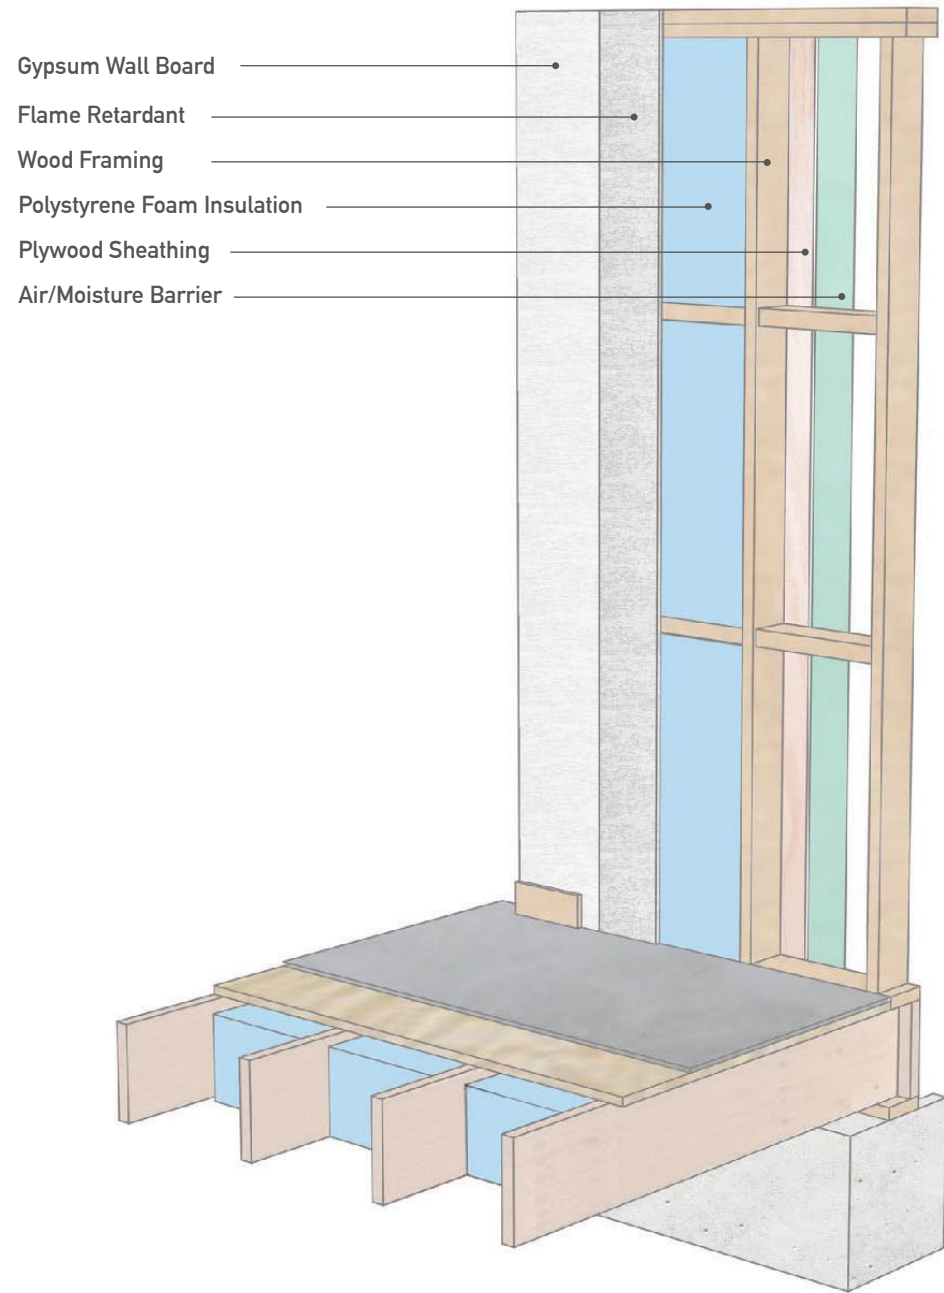 Gypsum Wall Board
Flame Retardant
Wood Framing
Polystyrene Foam Insulation
Plywood Sheathing
Air/Moisture Barrier